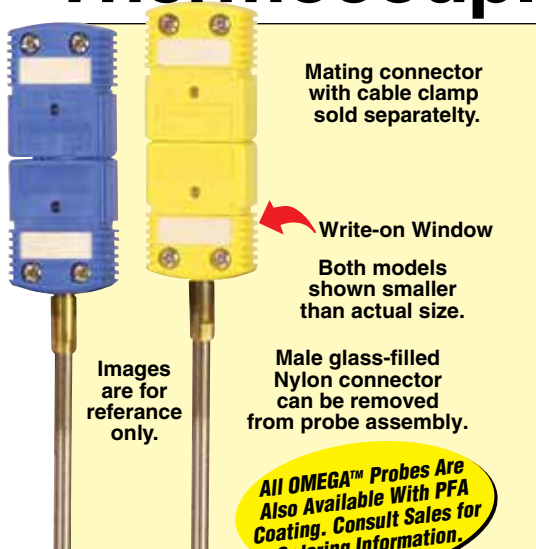 Mating connector
with cable clamp
sold separatelty.
Write-on Window
Both models
shown smaller
than actual size.
Images
are for
referance
only.
Male glass-filled
Nylon connector
can be removed
from probe assembly.
All OMEGA™ Probes Are
Also Available With PFA
Coating. Consult Sales for
Ordering Information.